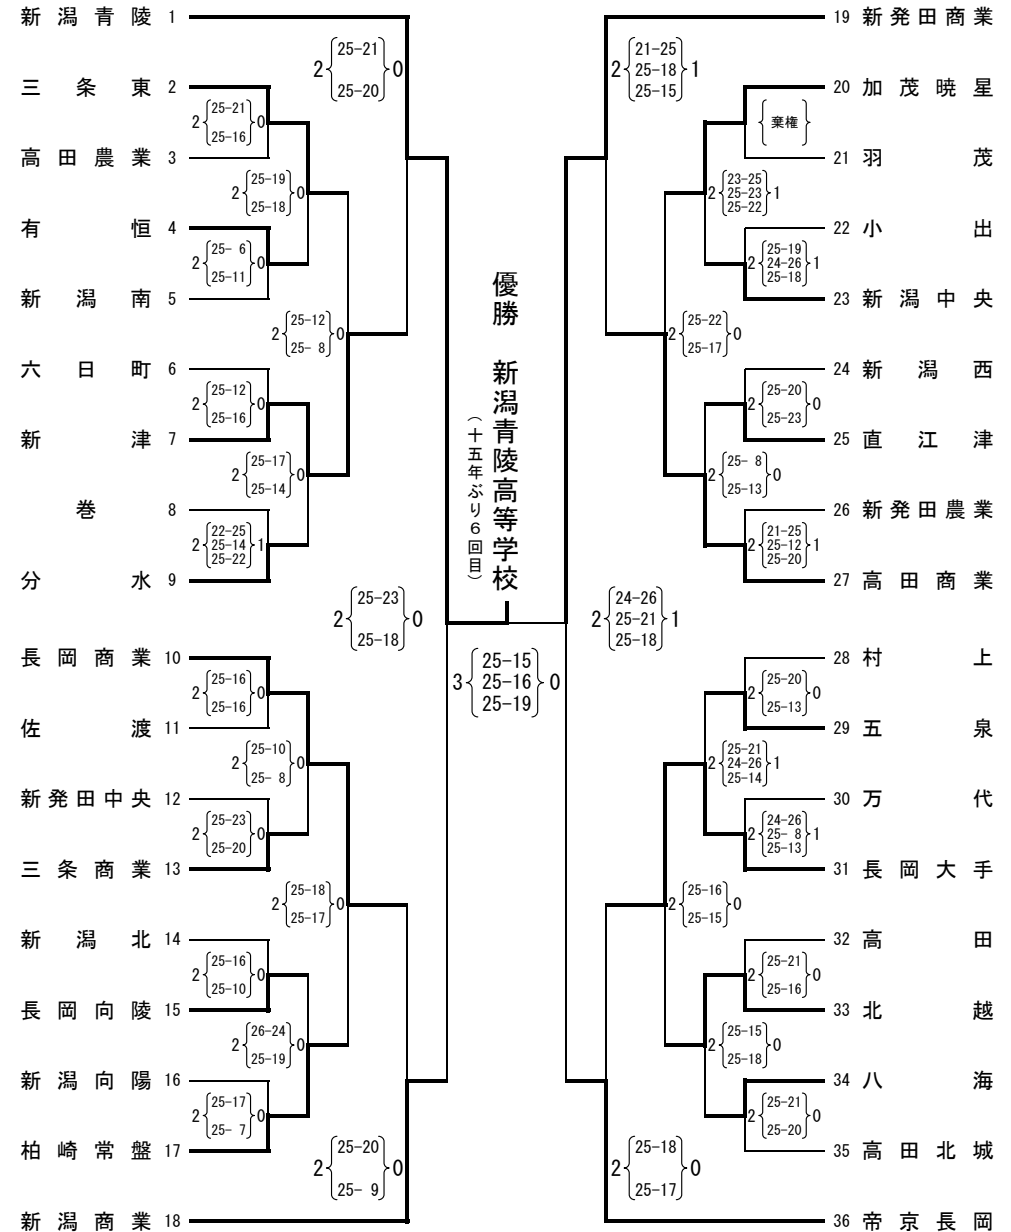 新潟青陵 1
2 25-21 25-20 0
三条東 2
2 25-21 25-16 0
高田農業 3
2 25-19 25-18 0
有恒 4
2 25- 6 25-11 0
新潟南 5
2 25-12 25- 8 0
六日町 6
2 25-12 25-16 0
新津 7
2 25-17 25-14 0
巻 8
2 22-25 25-14 25-22 1
分水 9
2 25-23 25-18 0
長岡商業 10
2 25-16 25-16 0
佐渡 11
2 25-10 25- 8 0
新発田中央 12
2 25-23 25-20 0
三条商業 13
2 25-18 25-17 0
新潟北 14
2 25-16 25-10 0
長岡向陵 15
2 26-24 25-19 0
新潟向陽 16
2 25-17 25- 7 0
柏崎常盤 17
2 25-20 25- 9 0
新潟商業 18
優勝 新潟青陵高等学校
(十五年ぶり6回目)
3 25-15 25-16 25-19 0
19 新発田商業
2 21-25 25-18 25-15 1
20 加茂暁星
棄権
21 羽茂
2 23-25 25-23 25-22 1
22 小出
2 25-19 24-26 25-18 1
23 新潟中央
2 25-22 25-17 0
24 新潟西
2 25-20 25-23 0
25 直江津
2 25- 8 25-13 0
26 新発田農業
2 21-25 25-12 25-20 1
27 高田商業
2 24-26 25-21 25-18 1
28 村上
2 25-20 25-13 0
29 五泉
2 25-21 24-26 25-14 1
30 万代
2 24-26 25- 8 25-13 1
31 長岡大手
2 25-16 25-15 0
32 高田
2 25-21 25-16 0
33 北越
2 25-15 25-18 0
34 八海
2 25-21 25-20 0
35 高田北城
2 25-18 25-17 0
36 帝京長岡